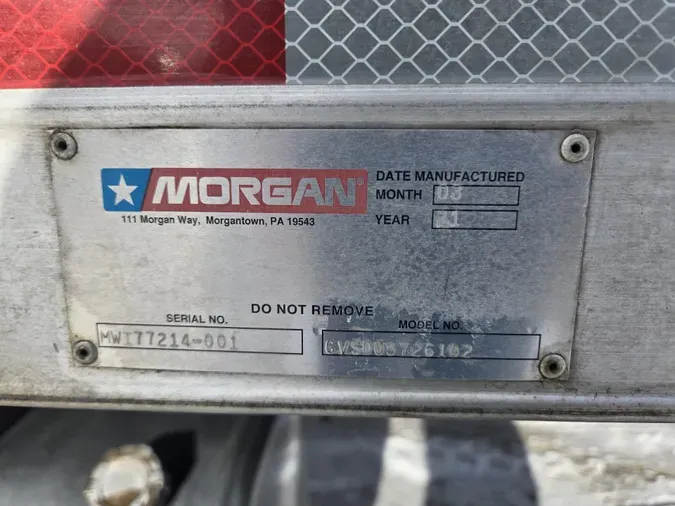 MORGAN®
111 Morgan Way, Morgantown, PA 19543
DATE MANUFACTURED
MONTH 08
YEAR
DO NOT REMOVE
SERIAL NO.
MWI77214-001
MODEL NO.